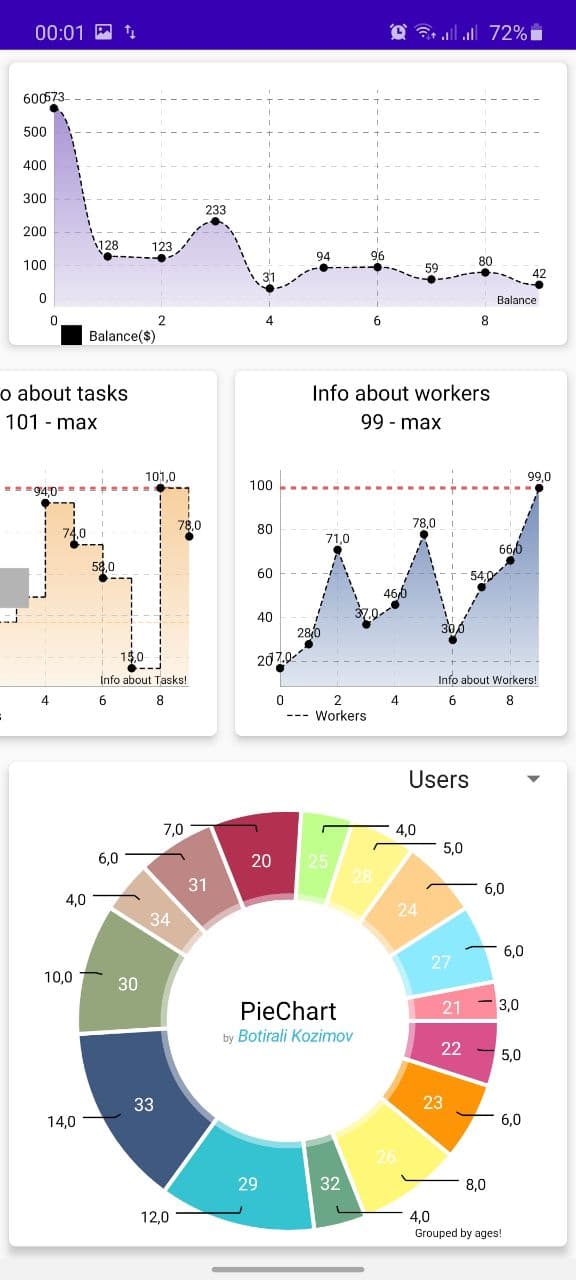 00:01 72%
600 573
500
400
300
200
100
0
128 123 233 31 94 96 59 80 42
Balance
0 2 4 6 8
Balance($)
o about tasks
101 - max
94,0 74,0 58,0 15,0 101,0 78,0
Info about Tasks!
4 6 8
Info about workers
99 - max
100
80
60
40
20
17,0 28,0 71,0 37,0 46,0 78,0 30,0 54,0 66,0 99,0
Info about Workers!
0 2 4 6 8
Workers
Users
7,0 20
25 4,0
28 5,0
24 6,0
27 6,0
21 3,0
22 5,0
23 6,0
26 8,0
32 4,0
29 12,0
33 14,0
30 10,0
34 4,0
31 6,0
PieChart
by Botirali Kozimov
Grouped by ages!